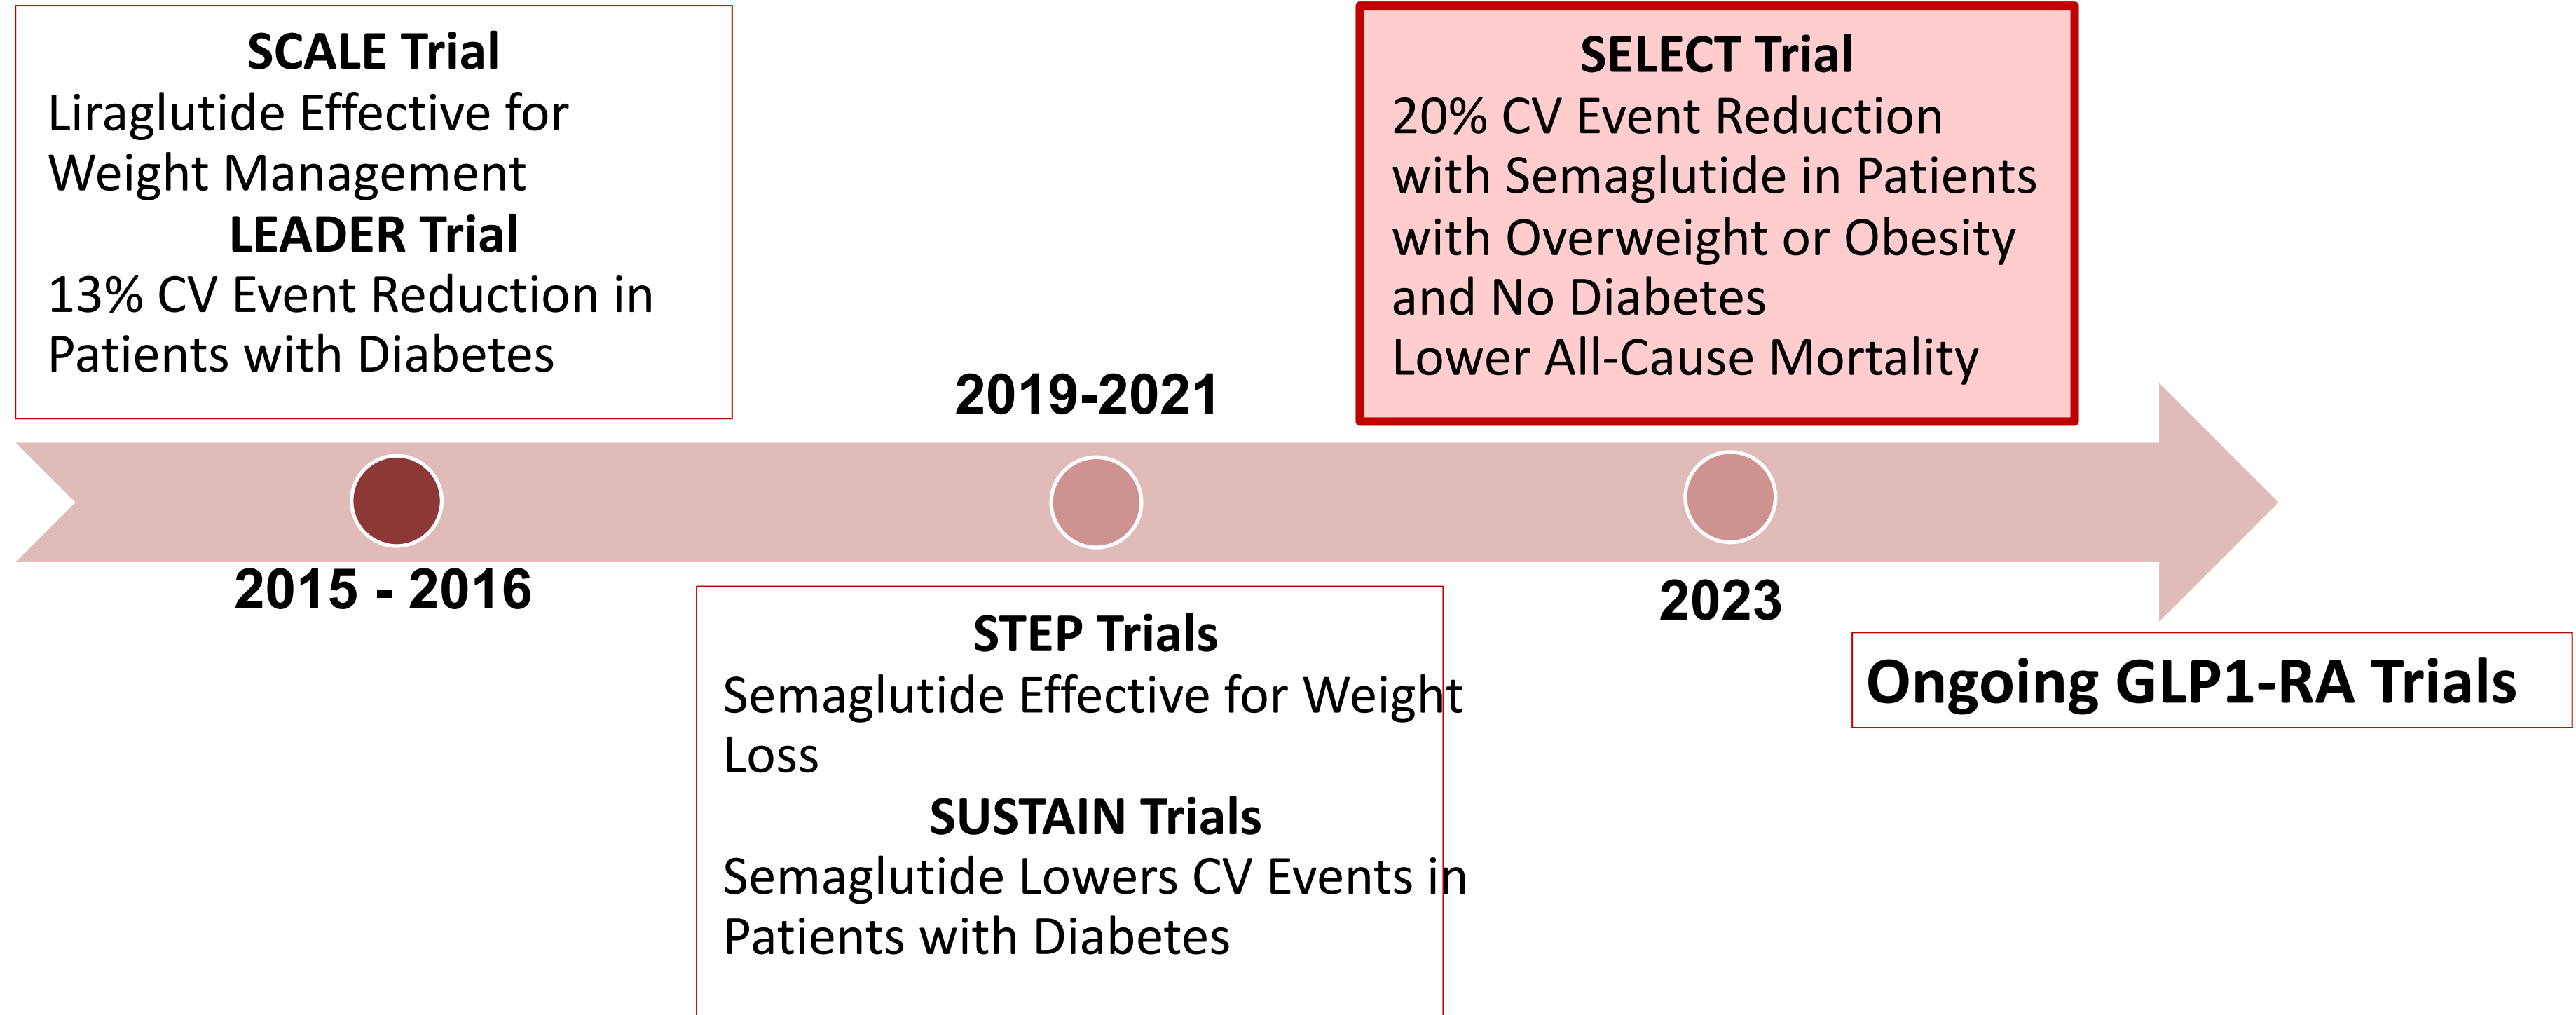 SCALE Trial
Liraglutide Effective for
Weight Management
LEADER Trial
13% CV Event Reduction in
Patients with Diabetes
2015 - 2016
2019-2021
STEP Trials
Semaglutide Effective for Weight
Loss
SUSTAIN Trials
Semaglutide Lowers CV Events in
Patients with Diabetes
SELECT Trial
20% CV Event Reduction
with Semaglutide in Patients
with Overweight or Obesity
and No Diabetes
Lower All-Cause Mortality
2023
Ongoing GLP1-RA Trials